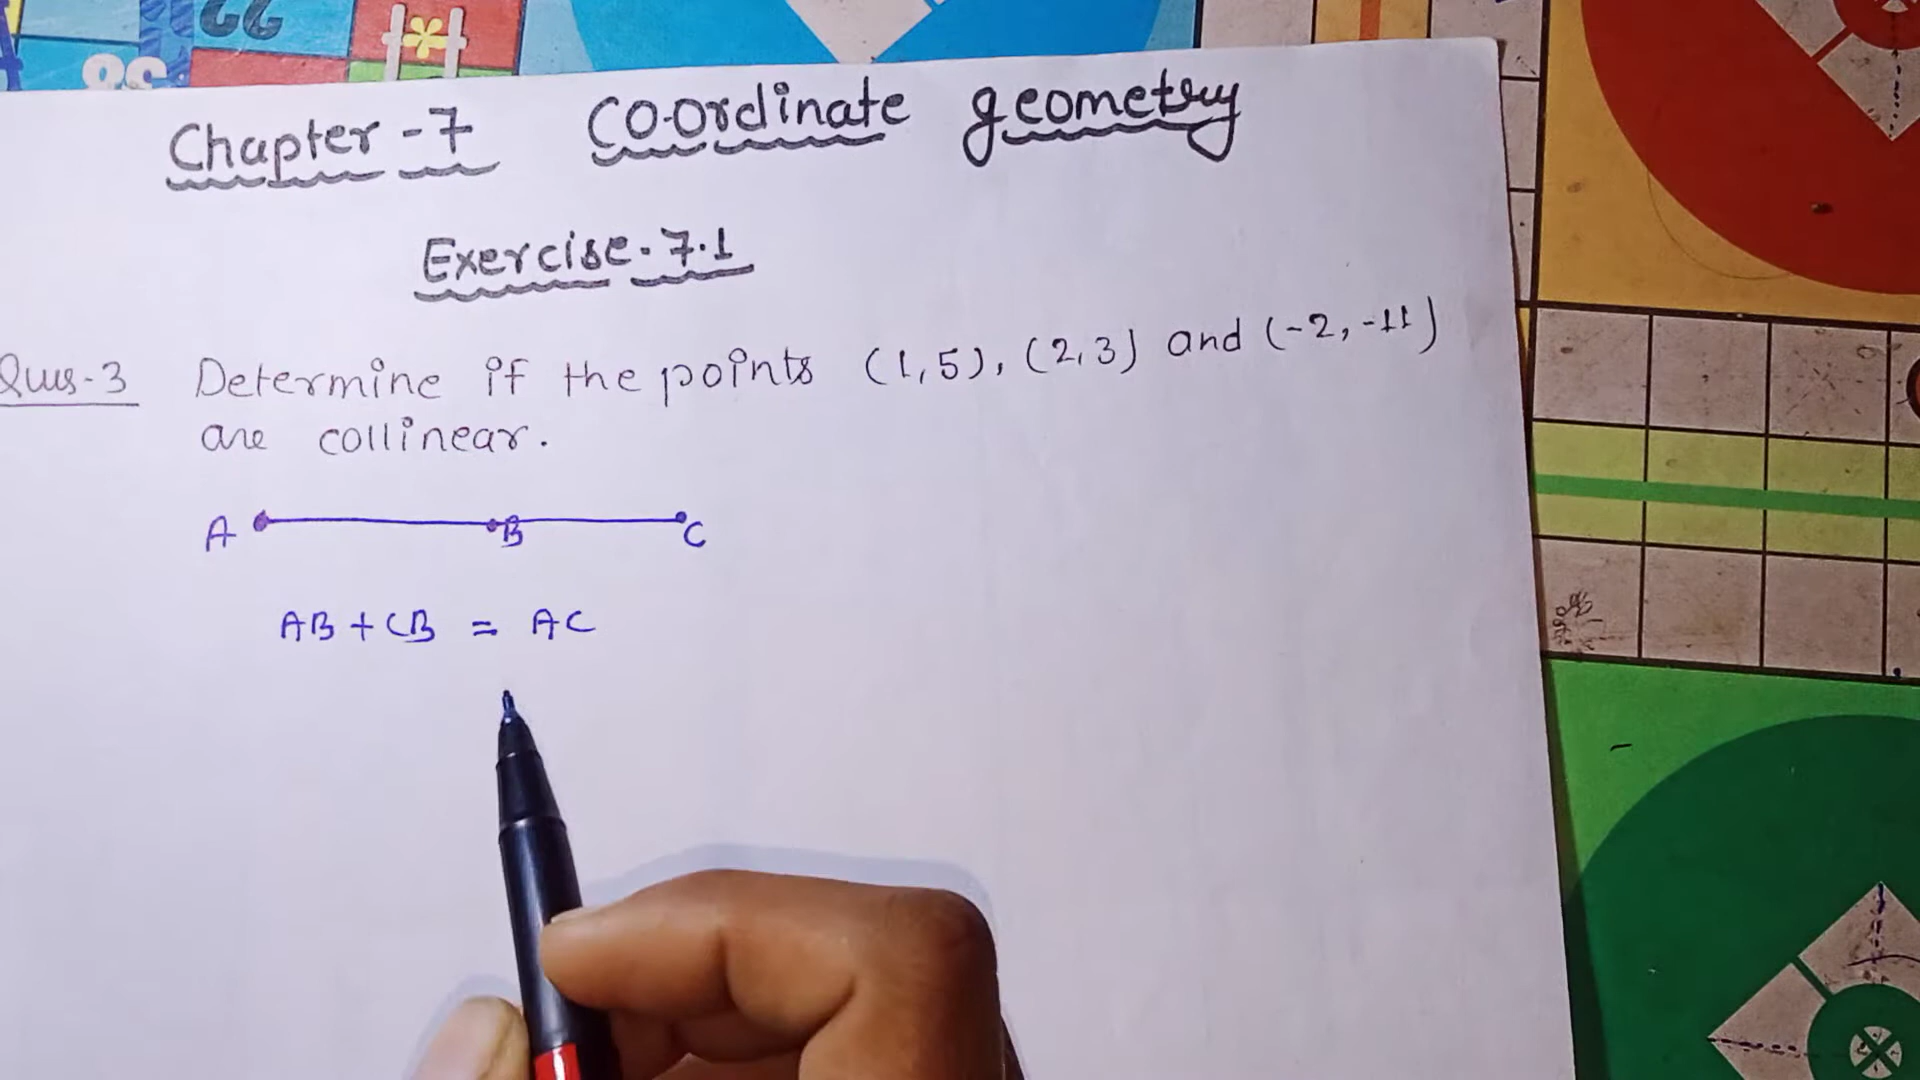 Chapter-7 CO-Ordinate geometry
Exercise-7.1
Ques-3 Determine if the points (1,5), (2,3) and (-2,-11)
are collinear.
A B C
AB + CB = AC